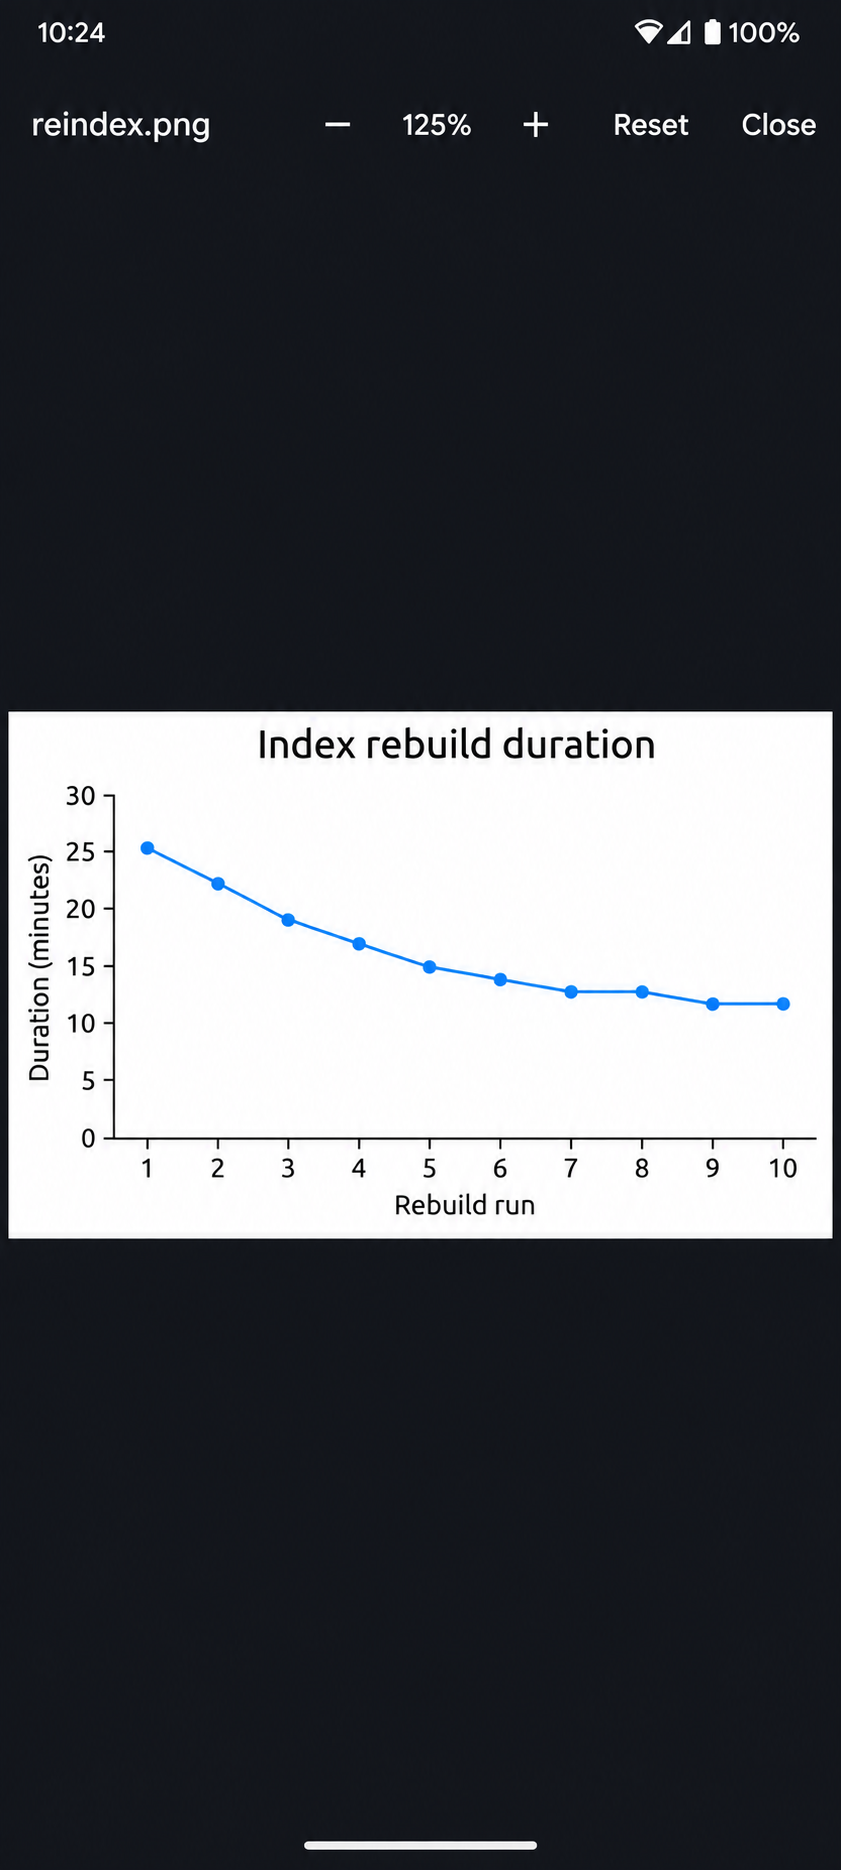 10:24 100%
reindex.png − 125% + Reset Close
Index rebuild duration
30
25
20
15
10
5
0
Duration (minutes)
1 2 3 4 5 6 7 8 9 10
Rebuild run